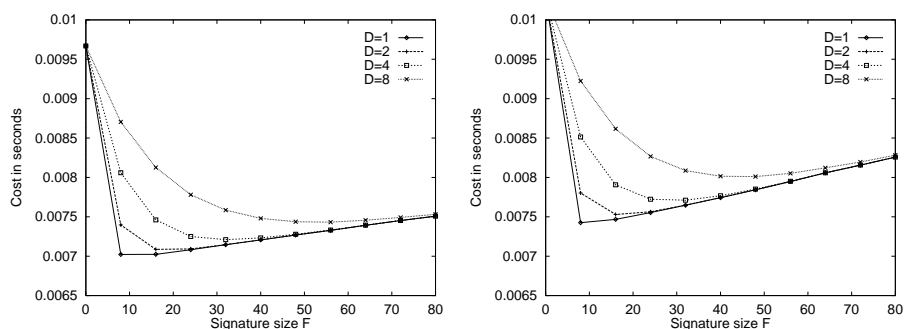 0.01
0.0095
0.009
0.0085
0.008
0.0075
0.007
0.0065
Cost in seconds
0 10 20 30 40 50 60 70 80
Signature size F
D=1
D=2
D=4
D=8
0.01
0.0095
0.009
0.0085
0.008
0.0075
0.007
0.0065
Cost in seconds
0 10 20 30 40 50 60 70 80
Signature size F
D=1
D=2
D=4
D=8